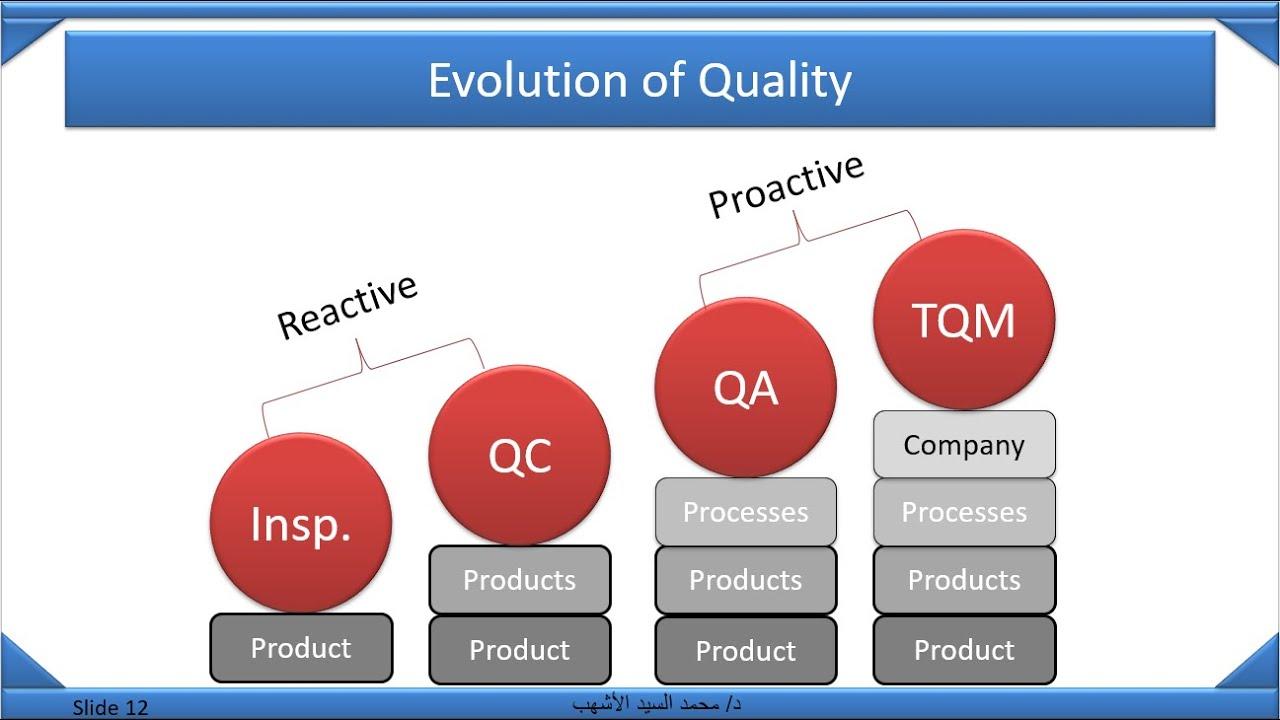 Evolution of Quality
Proactive
Reactive
TQM
QA
QC
Insp.
Company
Processes
Processes
Products
Products
Products
Product
Product
Product
Product
Slide 12
د/ محمد السيد الأشهب